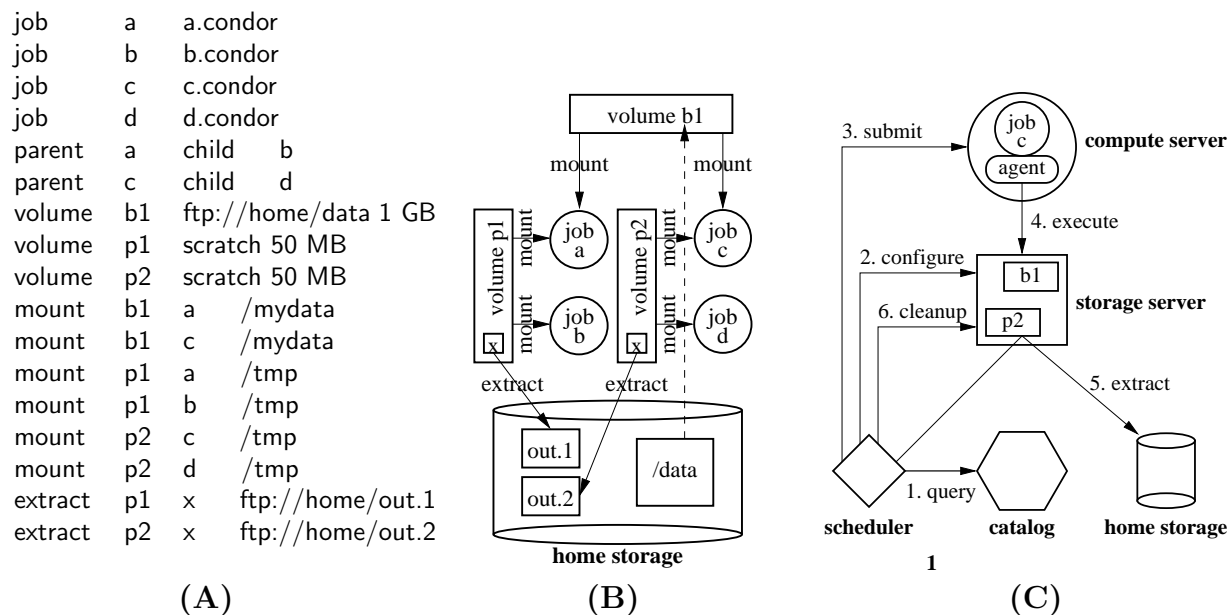 job a a.condor
job b b.condor
job c c.condor
job d d.condor
parent a child b
parent c child d
volume b1 ftp://home/data 1 GB
volume p1 scratch 50 MB
volume p2 scratch 50 MB
mount b1 a /mydata
mount b1 c /mydata
mount p1 a /tmp
mount p1 b /tmp
mount p2 c /tmp
mount p2 d /tmp
extract p1 x ftp://home/out.1
extract p2 x ftp://home/out.2
(A)
volume b1
mount
mount
volume p1
mount
job
a
volume p2
mount
job
c
mount
job
b
mount
job
d
x
x
extract
extract
out.1
out.2
/data
home storage
(B)
job
c
agent
compute server
3. submit
4. execute
2. configure
b1
storage server
6. cleanup
p2
5. extract
1. query
scheduler
catalog
home storage
1
(C)